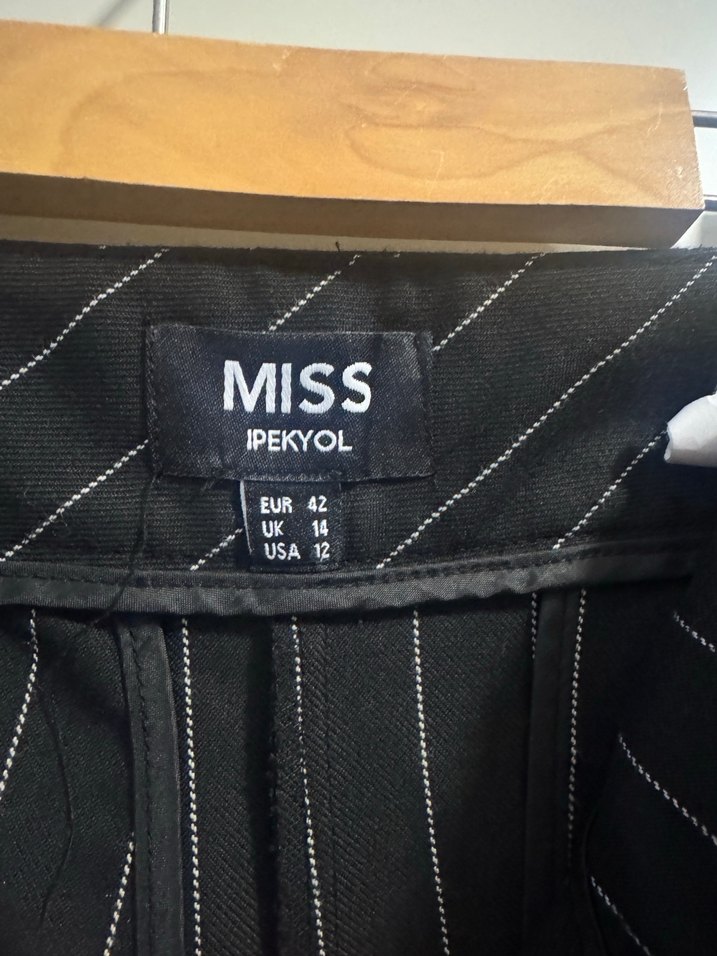 MISS
IPEKYOL
EUR 42
UK 14
USA 12